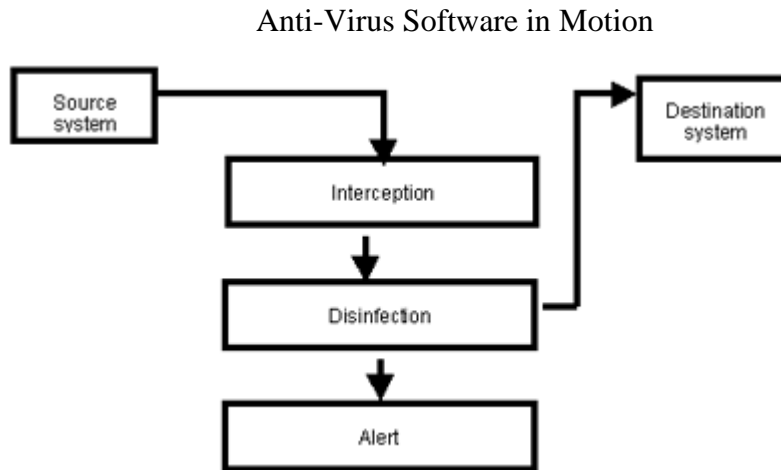 Anti-Virus Software in Motion
Source
system
Destination
system
Interception
Disinfection
Alert